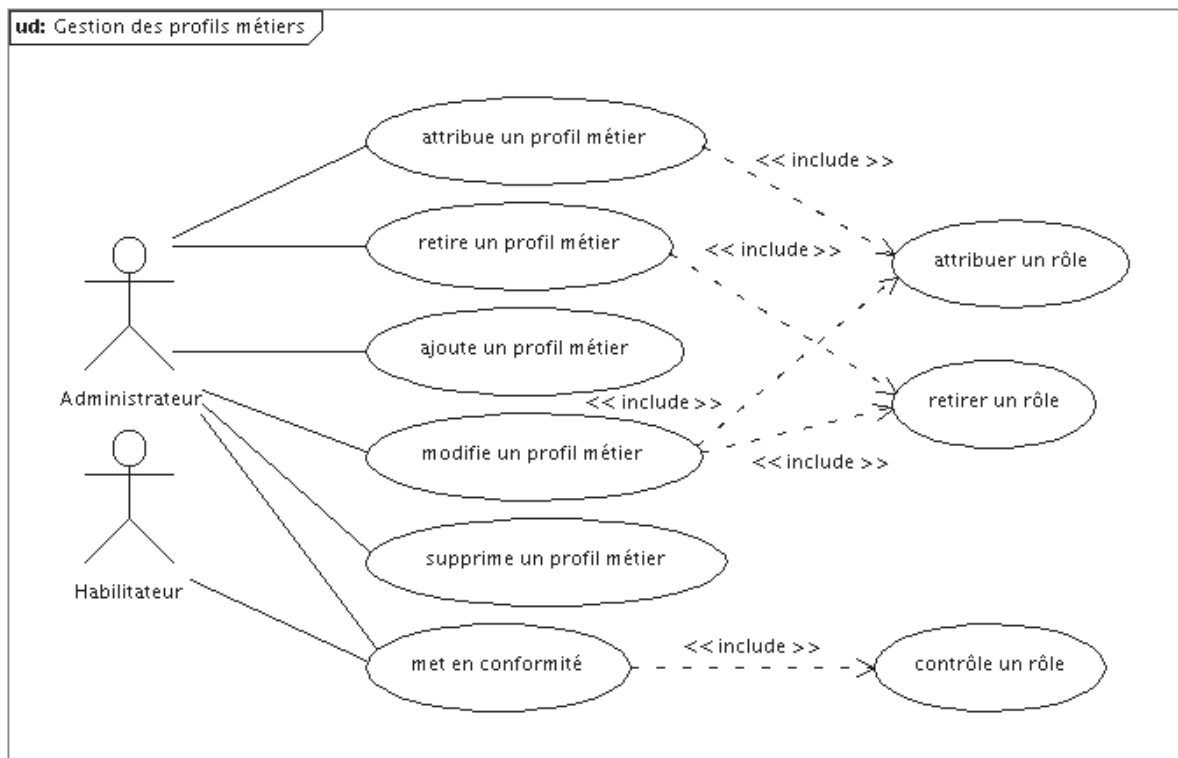 ud: Gestion des profils métiers
attribue un profil métier
<< include >>
retire un profil métier
<< include >>
attribuer un rôle
ajoute un profil métier
Administrateur
<< include >>
retirer un rôle
modifie un profil métier
<< include >>
supprime un profil métier
Habilitateur
<< include >>
met en conformité
contrôle un rôle